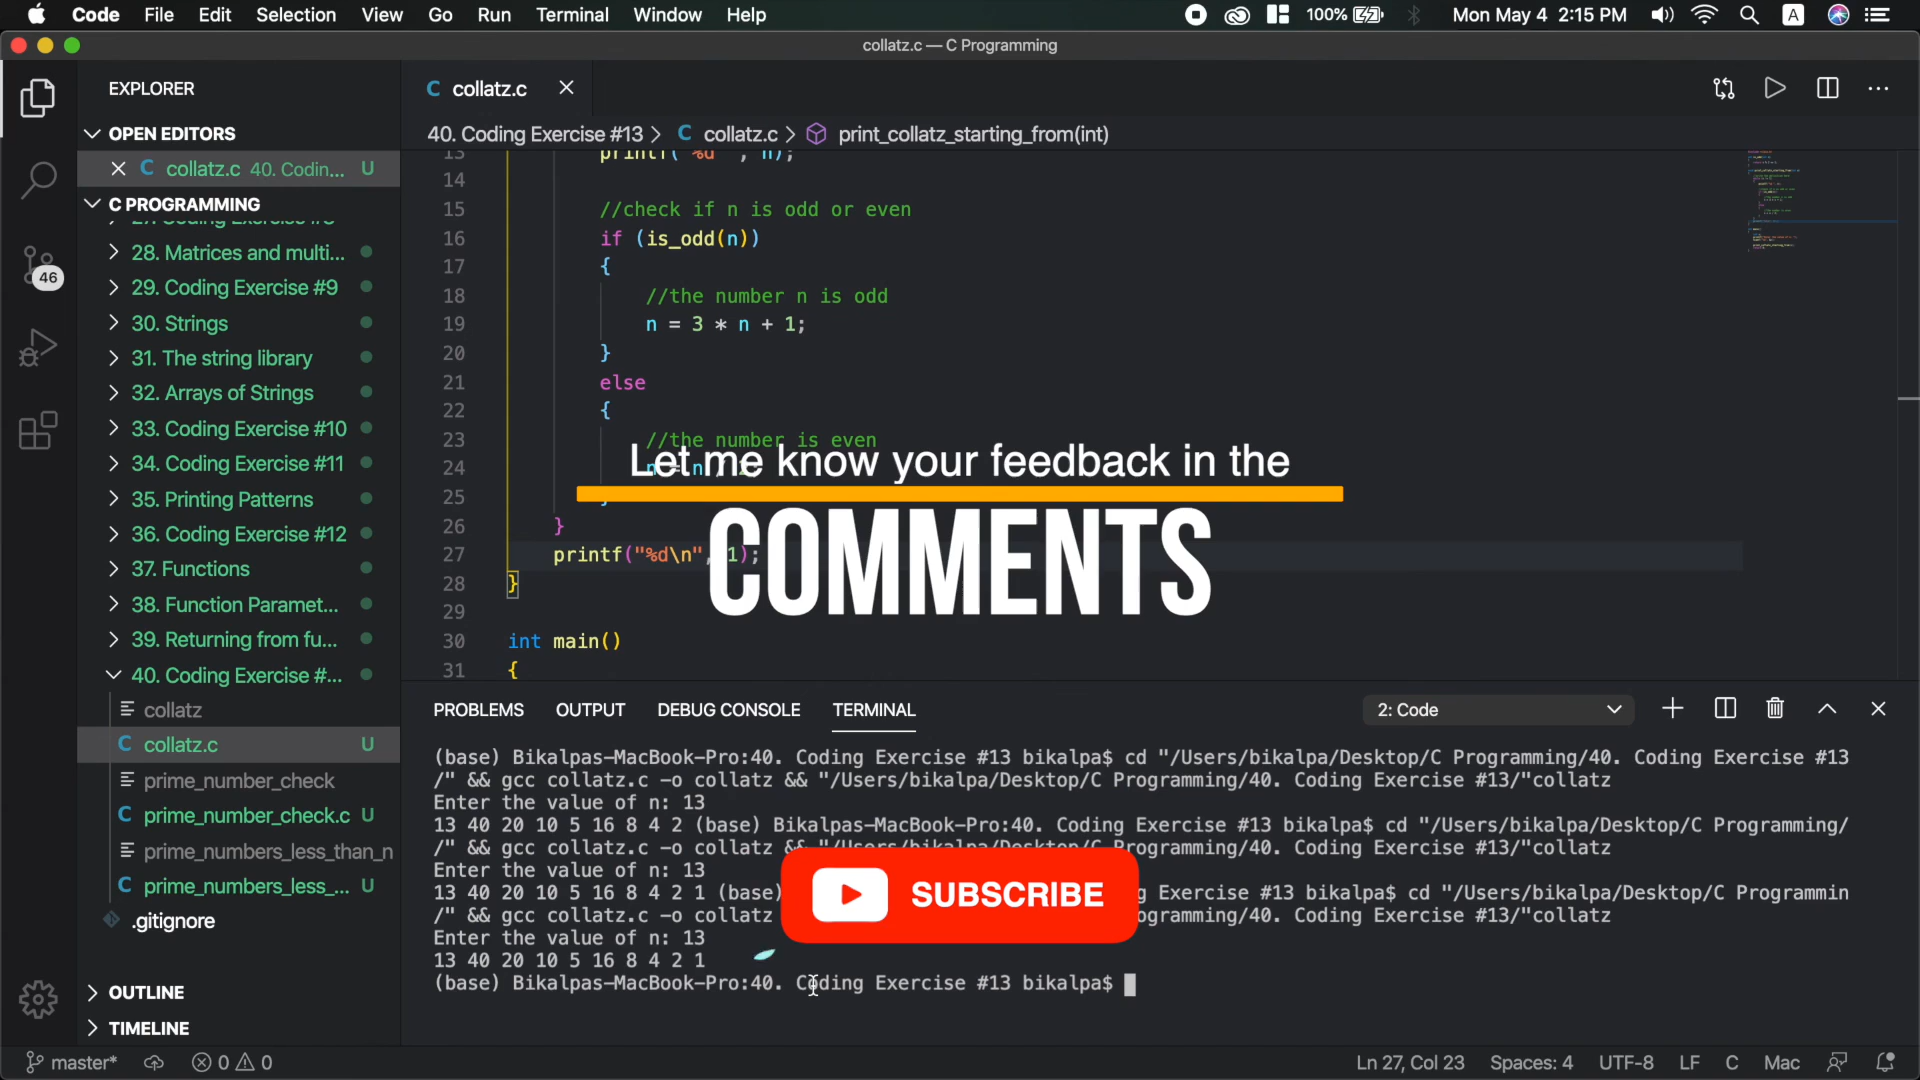 Code File Edit Selection View Go Run Terminal Window Help 100% Mon May 4 2:15 PM A
collatz.c — C Programming
EXPLORER
OPEN EDITORS
collatz.c 40. Codin... U
C PROGRAMMING
28. Matrices and multi...
29. Coding Exercise #9
30. Strings
31. The string library
32. Arrays of Strings
33. Coding Exercise #10
34. Coding Exercise #11
35. Printing Patterns
36. Coding Exercise #12
37. Functions
38. Function Paramet...
39. Returning from fu...
40. Coding Exercise #...
collatz
C collatz.c U
prime_number_check
C prime_number_check.c U
prime_numbers_less_than_n
C prime_numbers_less_... U
.gitignore
OUTLINE
TIMELINE
46
C collatz.c
40. Coding Exercise #13 > C collatz.c > print_collatz_starting_from(int)
13 printf("%d ", n);
14
15 //check if n is odd or even
16 if (is_odd(n))
17 {
18 //the number n is odd
19 n = 3 * n + 1;
20 }
21 else
22 {
23 //the number is even
24
25
26 }
27 printf("%d\n", 1);
28 }
29
30 int main()
31 {
Let me know your feedback in the
COMMENTS
PROBLEMS OUTPUT DEBUG CONSOLE TERMINAL 2: Code
(base) Bikalpas-MacBook-Pro:40. Coding Exercise #13 bikalpa$ cd "/Users/bikalpa/Desktop/C Programming/40. Coding Exercise #13
/" && gcc collatz.c -o collatz && "/Users/bikalpa/Desktop/C Programming/40. Coding Exercise #13/"collatz
Enter the value of n: 13
13 40 20 10 5 16 8 4 2 (base) Bikalpas-MacBook-Pro:40. Coding Exercise #13 bikalpa$ cd "/Users/bikalpa/Desktop/C Programming/
/" && gcc collatz.c -o collatz && "/Users/bikalpa/Desktop/C Programming/40. Coding Exercise #13/"collatz
Enter the value of n: 13
13 40 20 10 5 16 8 4 2 1 (base) g Exercise #13 bikalpa$ cd "/Users/bikalpa/Desktop/C Programmin
/" && gcc collatz.c -o collatz ogramming/40. Coding Exercise #13/"collatz
Enter the value of n: 13
13 40 20 10 5 16 8 4 2 1
(base) Bikalpas-MacBook-Pro:40. Coding Exercise #13 bikalpa$
SUBSCRIBE
master* 0 0 Ln 27, Col 23 Spaces: 4 UTF-8 LF C Mac